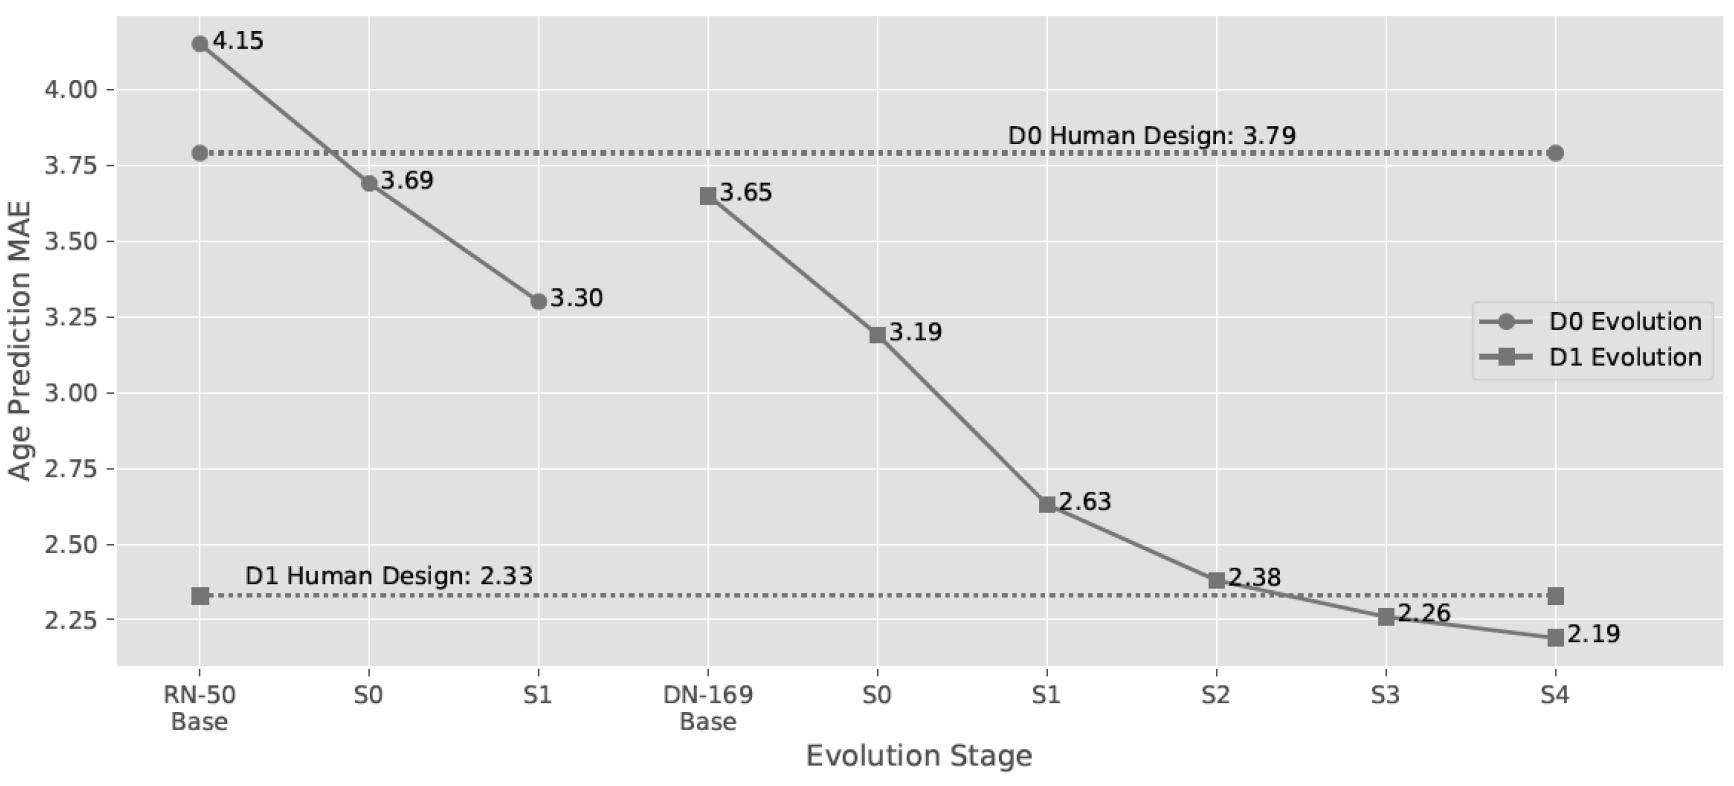 4.15
4.00
D0 Human Design: 3.79
3.75
3.69
3.65
3.50
3.30
3.25
3.19
D0 Evolution
D1 Evolution
3.00
2.75
2.63
2.50
D1 Human Design: 2.33
2.38
2.25
2.26
2.19
Age Prediction MAE
RN-50 Base
S0
S1
DN-169 Base
S0
S1
S2
S3
S4
Evolution Stage